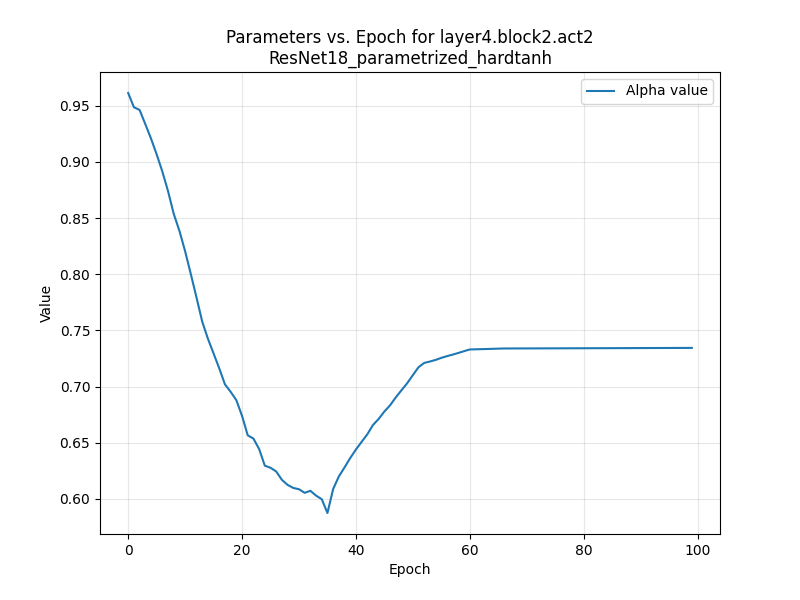 Parameters vs. Epoch for layer4.block2.act2
ResNet18_parametrized_hardtanh
Alpha value
0.95
0.90
0.85
0.80
0.75
0.70
0.65
0.60
Value
0
20
40
60
80
100
Epoch